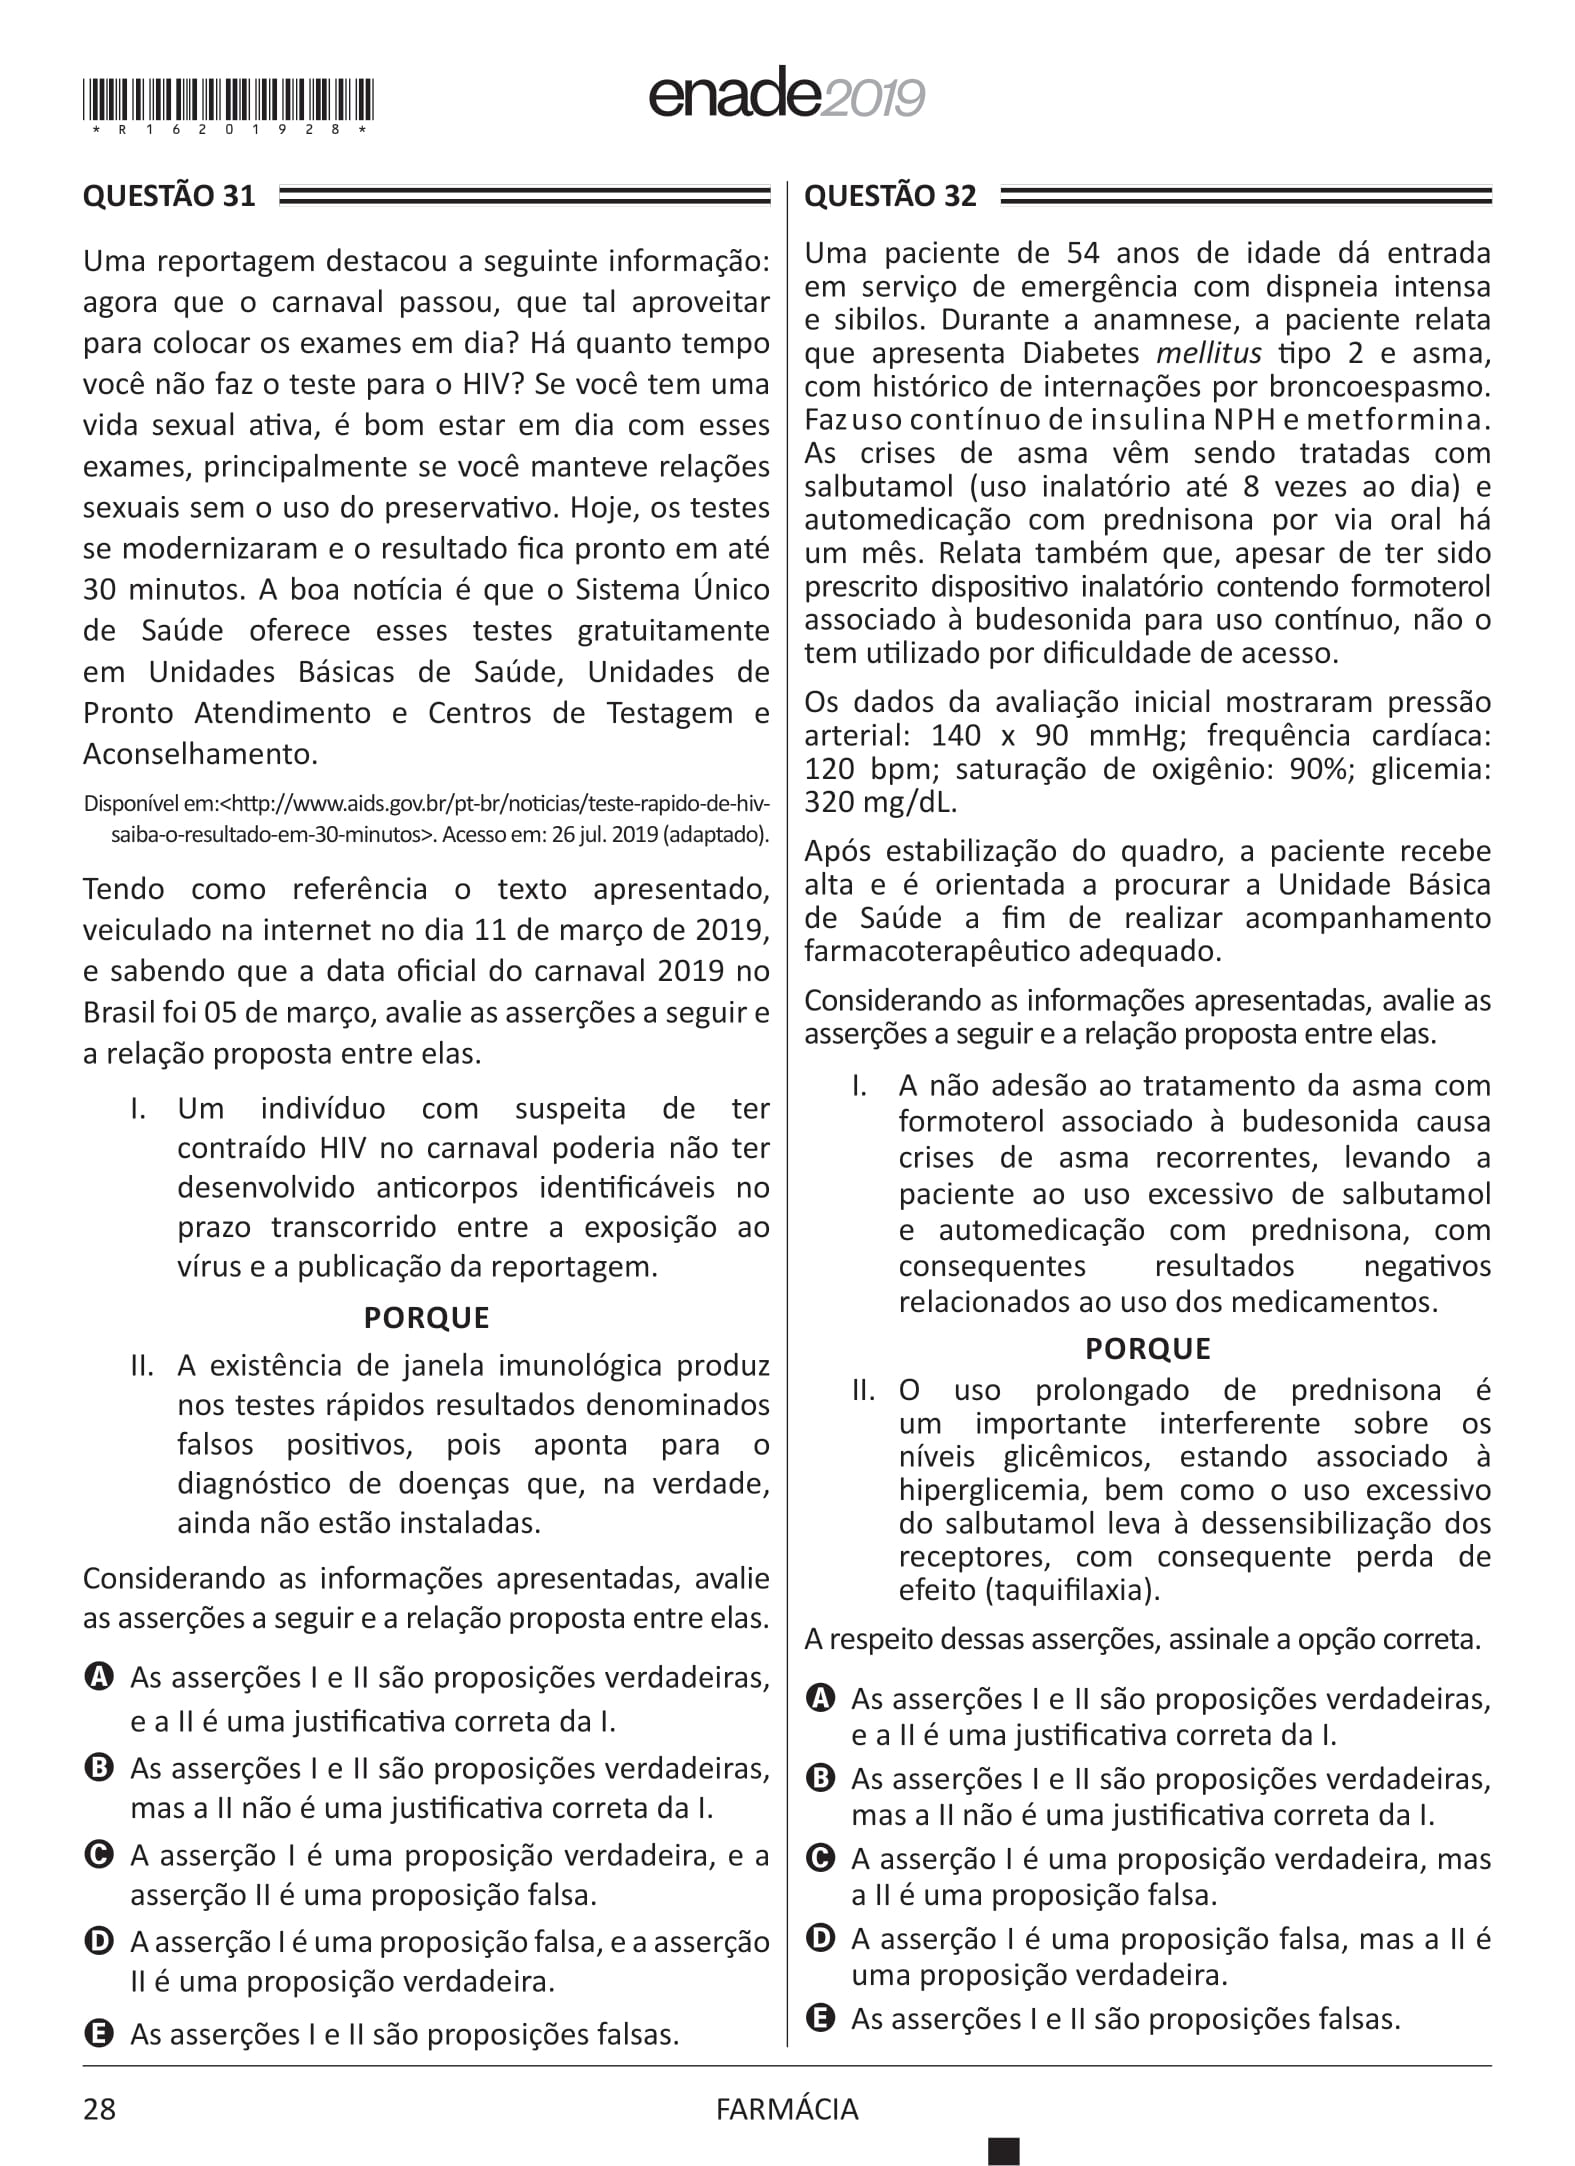 *R16201928*
enade2019
QUESTÃO 31
Uma reportagem destacou a seguinte informação:
agora que o carnaval passou, que tal aproveitar
para colocar os exames em dia? Há quanto tempo
você não faz o teste para o HIV? Se você tem uma
vida sexual ativa, é bom estar em dia com esses
exames, principalmente se você manteve relações
sexuais sem o uso do preservativo. Hoje, os testes
se modernizaram e o resultado fica pronto em até
30 minutos. A boa notícia é que o Sistema Único
de Saúde oferece esses testes gratuitamente
em Unidades Básicas de Saúde, Unidades de
Pronto Atendimento e Centros de Testagem e
Aconselhamento.
Disponível em:<http://www.aids.gov.br/pt-br/noticias/teste-rapido-de-hiv-
saiba-o-resultado-em-30-minutos>. Acesso em: 26 jul. 2019 (adaptado).
Tendo como referência o texto apresentado,
veiculado na internet no dia 11 de março de 2019,
e sabendo que a data oficial do carnaval 2019 no
Brasil foi 05 de março, avalie as asserções a seguir e
a relação proposta entre elas.
I. Um indivíduo com suspeita de ter
contraído HIV no carnaval poderia não ter
desenvolvido anticorpos identificáveis no
prazo transcorrido entre a exposição ao
vírus e a publicação da reportagem.
PORQUE
II. A existência de janela imunológica produz
nos testes rápidos resultados denominados
falsos positivos, pois aponta para o
diagnóstico de doenças que, na verdade,
ainda não estão instaladas.
Considerando as informações apresentadas, avalie
as asserções a seguir e a relação proposta entre elas.
A As asserções I e II são proposições verdadeiras,
e a II é uma justificativa correta da I.
B As asserções I e II são proposições verdadeiras,
mas a II não é uma justificativa correta da I.
C A asserção I é uma proposição verdadeira, e a
asserção II é uma proposição falsa.
D A asserção I é uma proposição falsa, e a asserção
II é uma proposição verdadeira.
E As asserções I e II são proposições falsas.
QUESTÃO 32
Uma paciente de 54 anos de idade dá entrada
em serviço de emergência com dispneia intensa
e sibilos. Durante a anamnese, a paciente relata
que apresenta Diabetes mellitus tipo 2 e asma,
com histórico de internações por broncoespasmo.
Faz uso contínuo de insulina NPH e metformina.
As crises de asma vêm sendo tratadas com
salbutamol (uso inalatório até 8 vezes ao dia) e
automedicação com prednisona por via oral há
um mês. Relata também que, apesar de ter sido
prescrito dispositivo inalatório contendo formoterol
associado à budesonida para uso contínuo, não o
tem utilizado por dificuldade de acesso.
Os dados da avaliação inicial mostraram pressão
arterial: 140 x 90 mmHg; frequência cardíaca:
120 bpm; saturação de oxigênio: 90%; glicemia:
320 mg/dL.
Após estabilização do quadro, a paciente recebe
alta e é orientada a procurar a Unidade Básica
de Saúde a fim de realizar acompanhamento
farmacoterapêutico adequado.
Considerando as informações apresentadas, avalie as
asserções a seguir e a relação proposta entre elas.
I. A não adesão ao tratamento da asma com
formoterol associado à budesonida causa
crises de asma recorrentes, levando a
paciente ao uso excessivo de salbutamol
e automedicação com prednisona, com
consequentes resultados negativos
relacionados ao uso dos medicamentos.
PORQUE
II. O uso prolongado de prednisona é
um importante interferente sobre os
níveis glicêmicos, estando associado à
hiperglicemia, bem como o uso excessivo
do salbutamol leva à dessensibilização dos
receptores, com consequente perda de
efeito (taquifilaxia).
A respeito dessas asserções, assinale a opção correta.
A As asserções I e II são proposições verdadeiras,
e a II é uma justificativa correta da I.
B As asserções I e II são proposições verdadeiras,
mas a II não é uma justificativa correta da I.
C A asserção I é uma proposição verdadeira, mas
a II é uma proposição falsa.
D A asserção I é uma proposição falsa, mas a II é
uma proposição verdadeira.
E As asserções I e II são proposições falsas.
28
FARMÁCIA